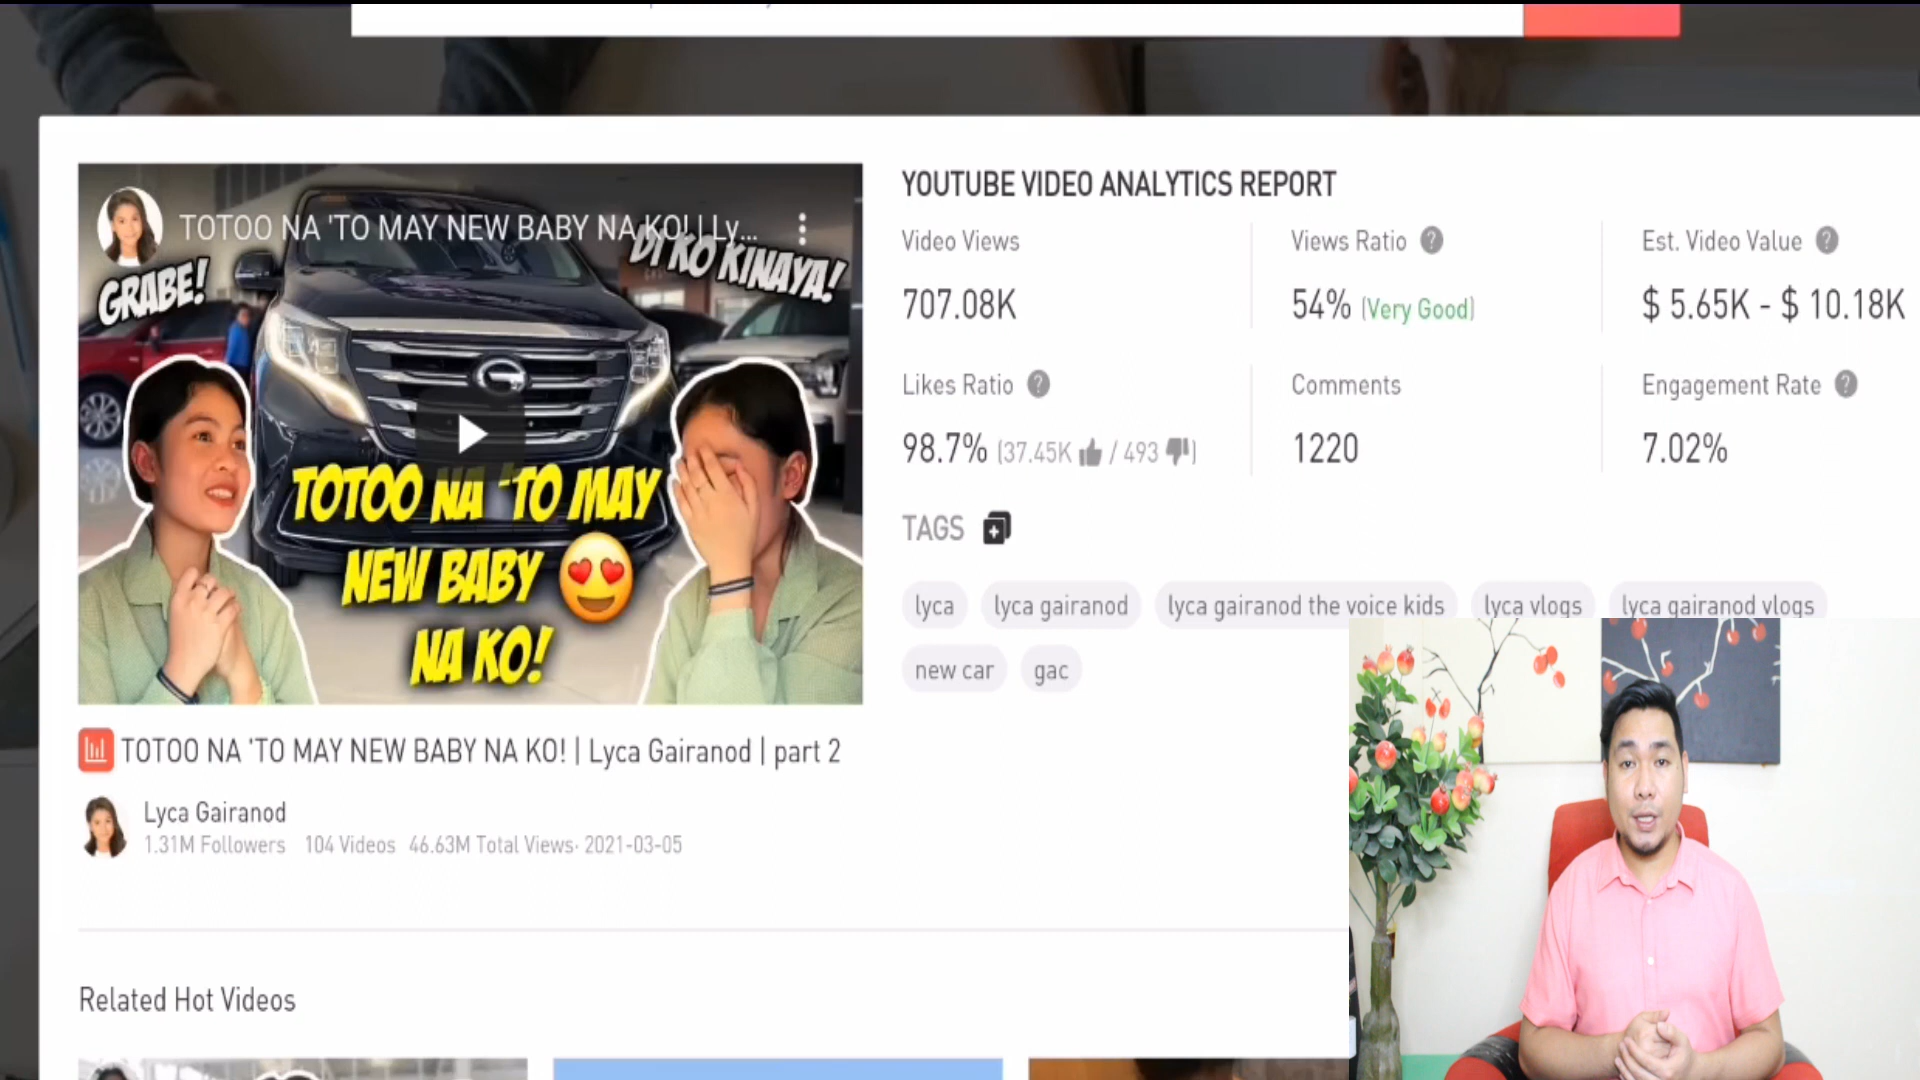 TOTOO NA 'TO MAY NEW BABY NA KO! | Ly...
GRABE!
DI KO KINAYA!
TOTOO NA 'TO MAY
NEW BABY
NA KO!
TOTOO NA 'TO MAY NEW BABY NA KO! | Lyca Gairanod | part 2
Lyca Gairanod
1.31M Followers 104 Videos 46.63M Total Views· 2021-03-05
YOUTUBE VIDEO ANALYTICS REPORT
Video Views
707.08K
Views Ratio ?
54% (Very Good)
Est. Video Value ?
$ 5.65K - $ 10.18K
Likes Ratio ?
98.7% (37.45K / 493 )
Comments
1220
Engagement Rate ?
7.02%
TAGS
lyca lyca gairanod lyca gairanod the voice kids lyca vlogs lyca gairanod vlogs
new car gac
Related Hot Videos